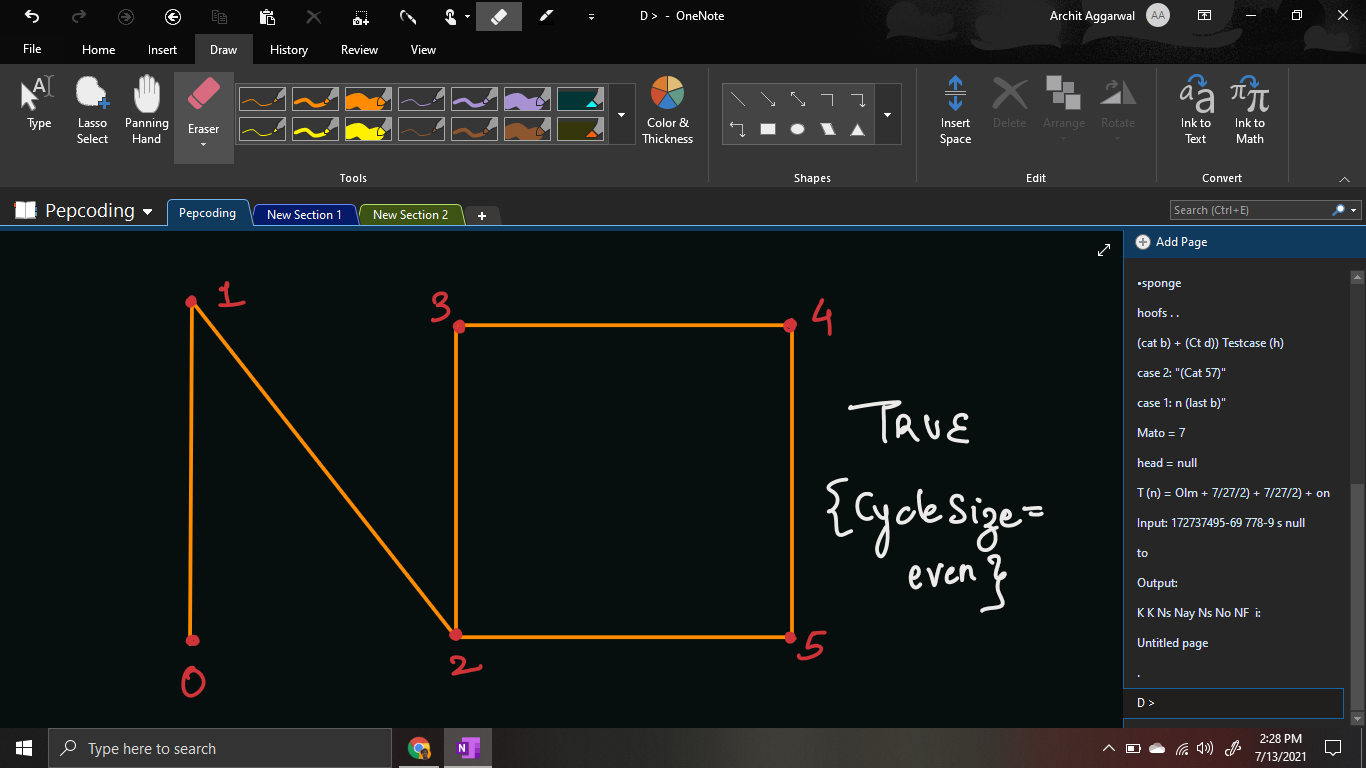 D > - OneNote
Archit Aggarwal AA
File Home Insert Draw History Review View
Type
Lasso Select
Panning Hand
Eraser
Color & Thickness
Insert Space
Delete
Arrange
Rotate
Ink to Text
Ink to Math
Tools
Shapes
Edit
Convert
Pepcoding
Pepcoding
New Section 1
New Section 2
+
Search (Ctrl+E)
Add Page
•sponge
hoofs . .
(cat b) + (Ct d)) Testcase (h)
case 2: "(Cat 57)"
case 1: n (last b)"
Mato = 7
head = null
T (n) = Olm + 7/27/2) + 7/27/2) + on
Input: 172737495-69 778-9 s null
to
Output:
K K Ns Nay Ns No NF i:
Untitled page
.
D >
1
3
4
TRUE
{Cycle Size =
even}
0
2
5
Type here to search
2:28 PM
7/13/2021